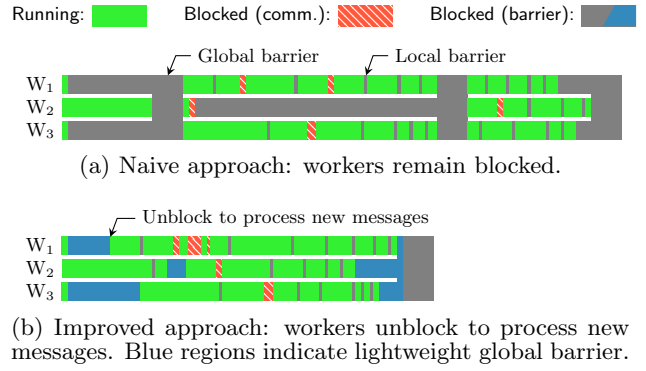 Running: Blocked (comm.): Blocked (barrier):
Global barrier Local barrier
W1
W2
W3
(a) Naive approach: workers remain blocked.
Unblock to process new messages
W1
W2
W3
(b) Improved approach: workers unblock to process new
messages. Blue regions indicate lightweight global barrier.